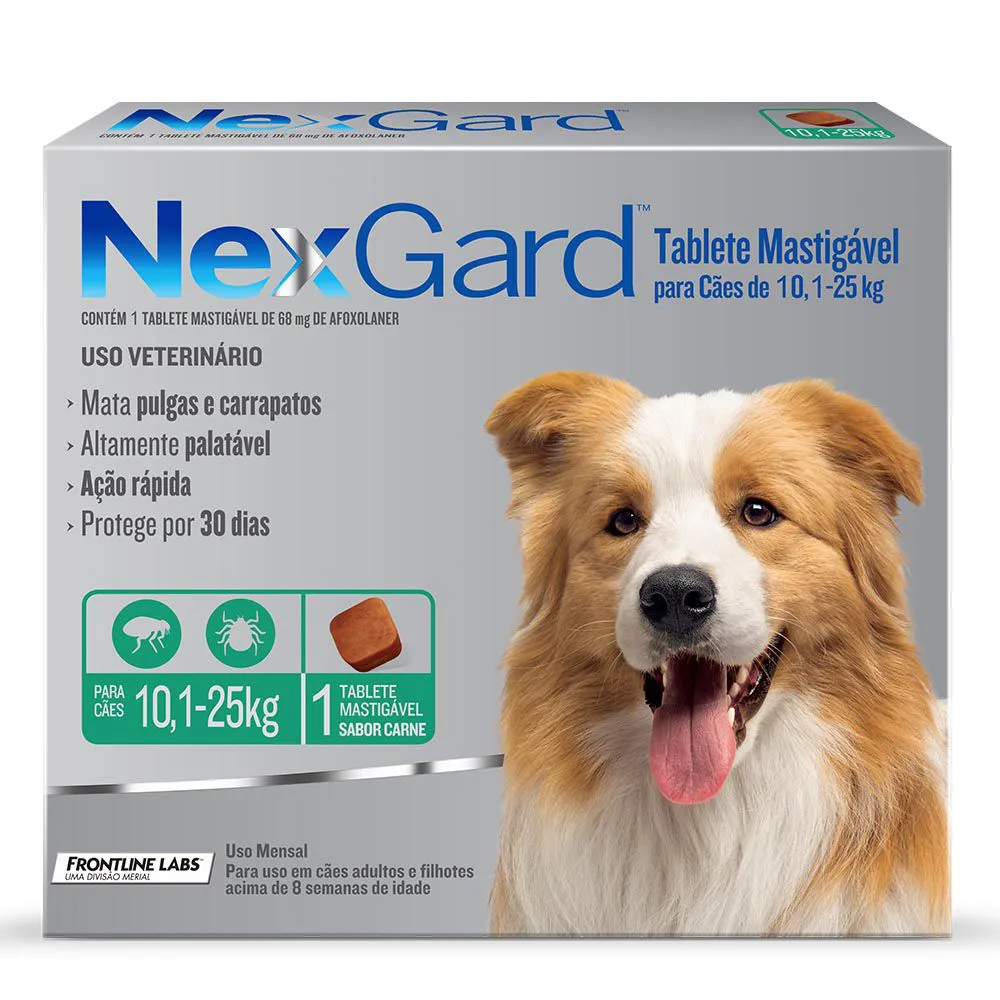 NexGard™
CONTÉM 1 TABLETE MASTIGÁVEL DE 68 mg DE AFOXOLANER
10,1-25kg
NexGard™
Tablete Mastigável
para Cães de 10,1-25 kg
CONTÉM 1 TABLETE MASTIGÁVEL DE 68 mg DE AFOXOLANER
USO VETERINÁRIO
› Mata pulgas e carrapatos
› Altamente palatável
› Ação rápida
› Protege por 30 dias
PARA
CÃES
10,1-25kg
1
TABLETE
MASTIGÁVEL
SABOR CARNE
FRONTLINE LABS
UMA DIVISÃO MERIAL
Uso Mensal
Para uso em cães adultos e filhotes
acima de 8 semanas de idade